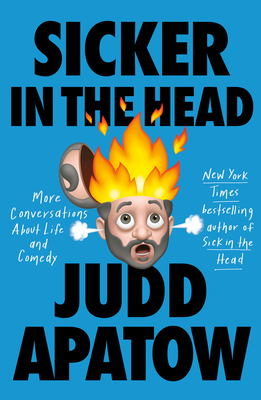 SICKER
IN THE HEAD
More
Conversations
About Life
and
Comedy
New York
Times
bestselling
author of
Sick in the
Head
JUDD
APATOW